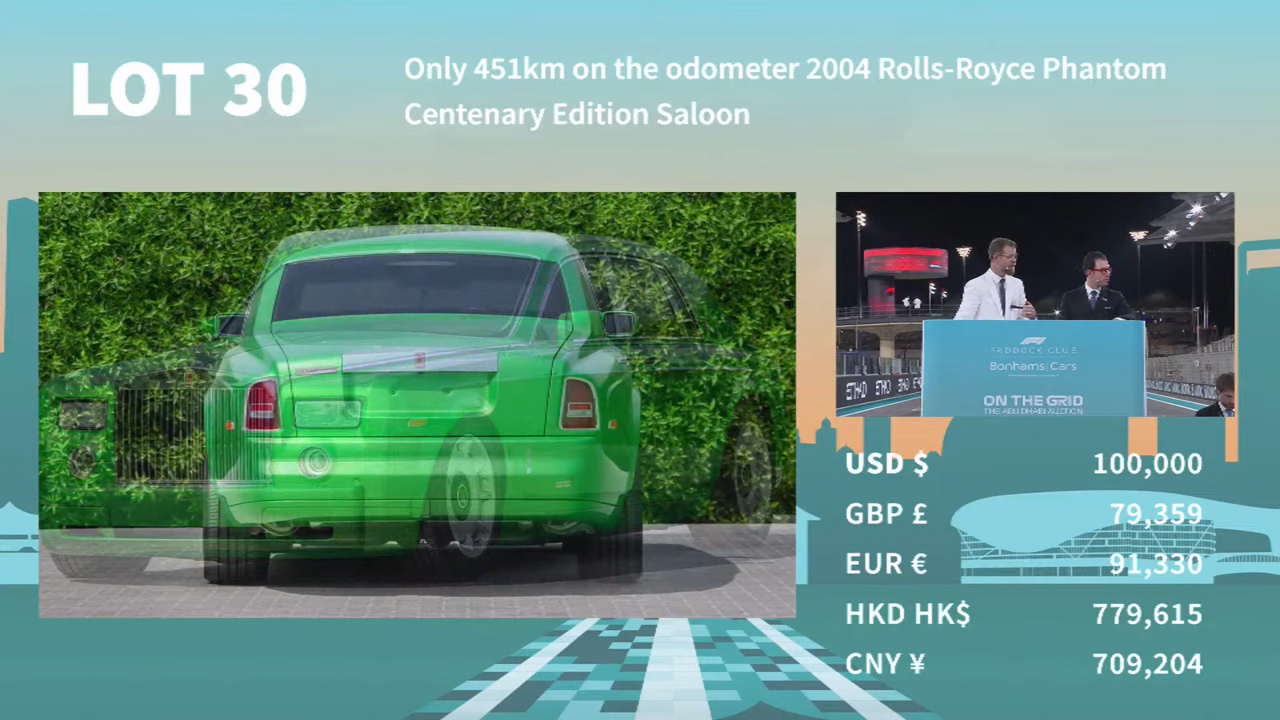 LOT 30
Only 451km on the odometer 2004 Rolls-Royce Phantom
Centenary Edition Saloon
PADDOCK CLUB
Bonhams|Cars
ON THE GRID
THE ABU DHABI AUCTION
ETIHAD ETIHAD
USD $ 100,000
GBP £ 79,359
EUR € 91,330
HKD HK$ 779,615
CNY ¥ 709,204